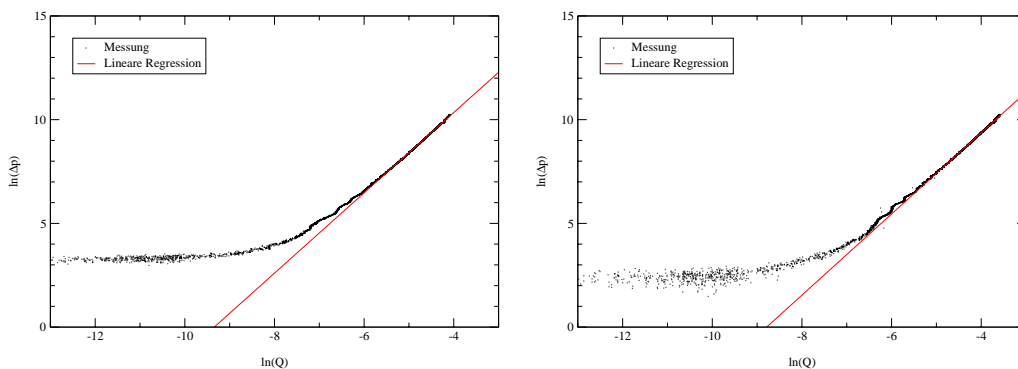 15
Messung
Lineare Regression
10
ln(Δp)
5
0
-12
-10
-8
-6
-4
ln(Q)
15
Messung
Lineare Regression
10
ln(Δp)
5
0
-12
-10
-8
-6
-4
ln(Q)